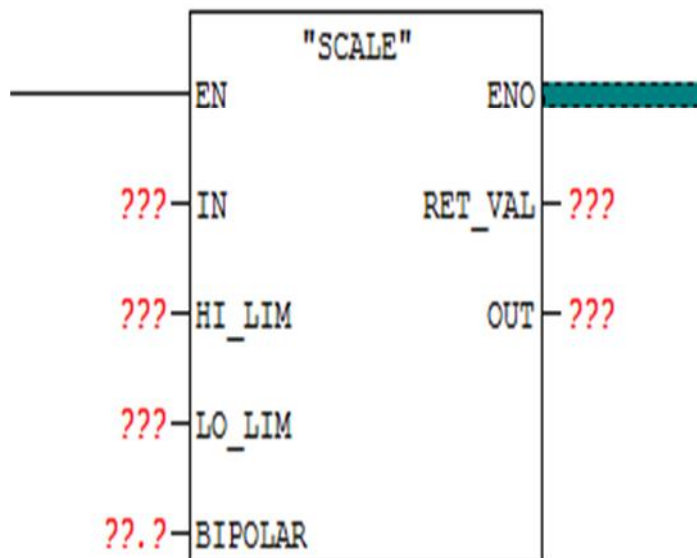 "SCALE"
EN ENO
??? IN RET_VAL ???
??? HI_LIM OUT ???
??? LO_LIM
??.? BIPOLAR